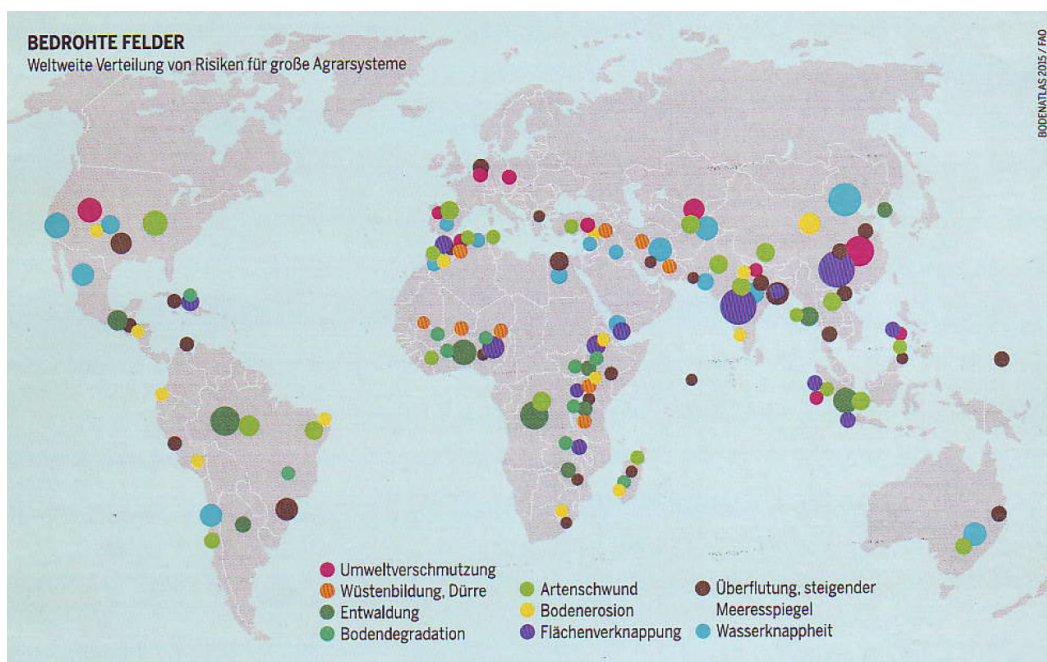 BEDROHTE FELDER
Weltweite Verteilung von Risiken für große Agrarsysteme
BODENATLAS 2015 / FAO
Umweltverschmutzung
Wüstenbildung, Dürre
Entwaldung
Bodendegradation
Artenschwund
Bodenerosion
Flächenverknappung
Überflutung, steigender
Meeresspiegel
Wasserknappheit